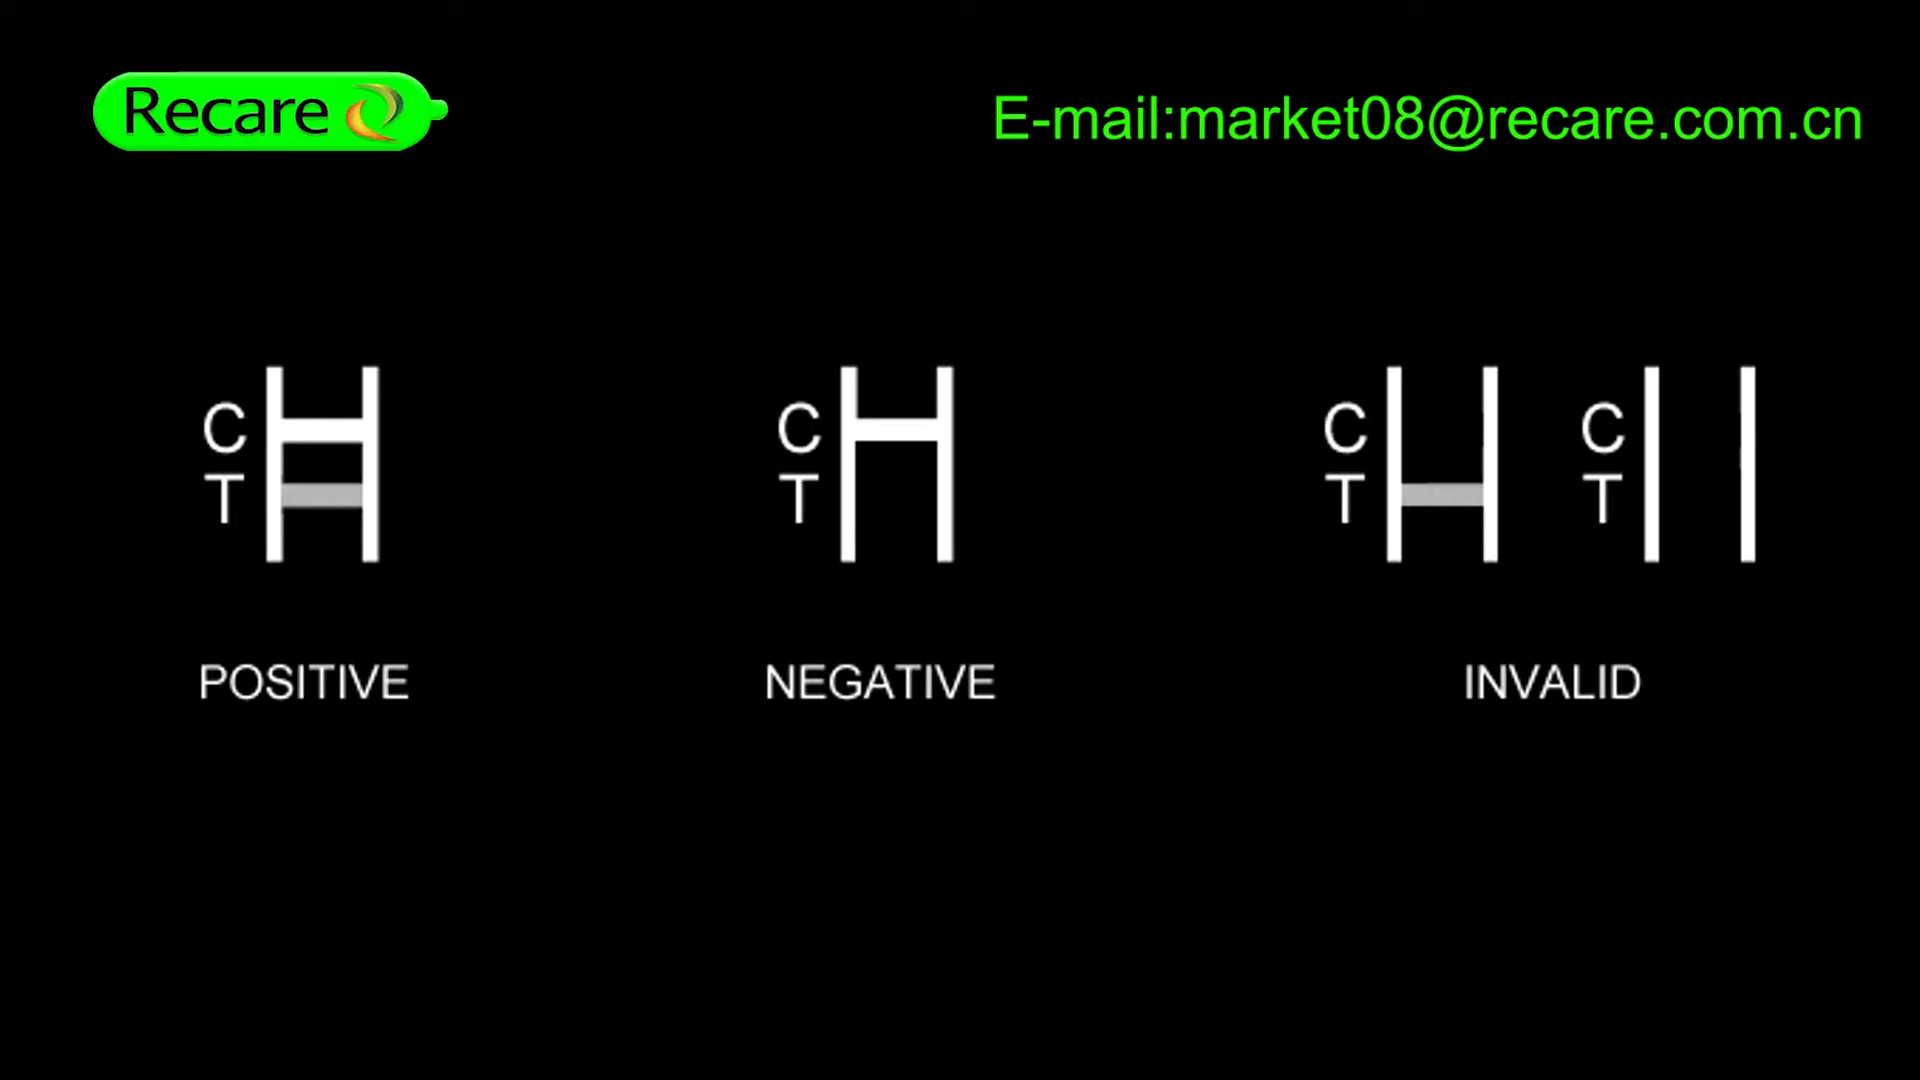 Recare
E-mail:market08@recare.com.cn
C
T
C
T
C
T
C
T
POSITIVE
NEGATIVE
INVALID